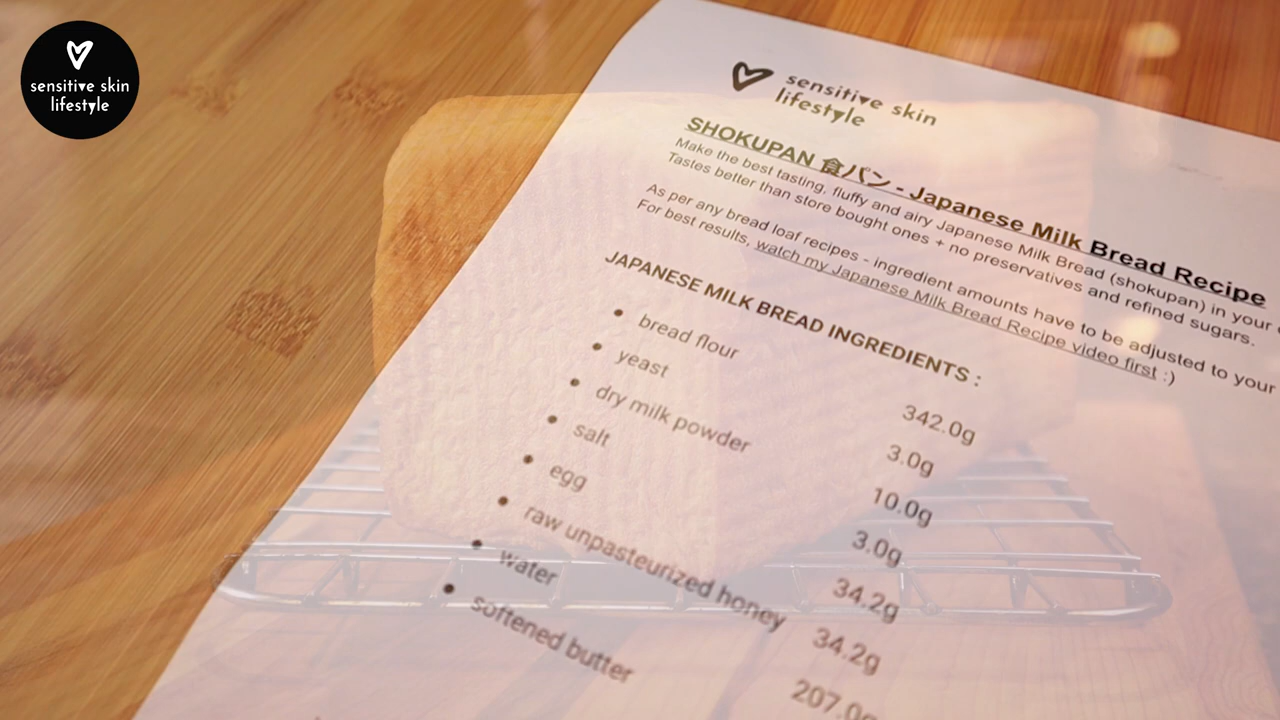 sensitive skin
lifestyle
sensitive skin
lifestyle
SHOKUPAN 食パン - Japanese Milk Bread Recipe
Make the best tasting, fluffy and airy Japanese Milk Bread (shokupan) in your
Tastes better than store bought ones + no preservatives and refined sugars.
As per any bread loaf recipes - ingredient amounts have to be adjusted to your
For best results, watch my Japanese Milk Bread Recipe video first :)
JAPANESE MILK BREAD INGREDIENTS :
• bread flour 342.0g
• yeast 3.0g
• dry milk powder 10.0g
• salt 3.0g
• egg 34.2g
• raw unpasteurized honey 34.2g
• water 207.0g
• softened butter